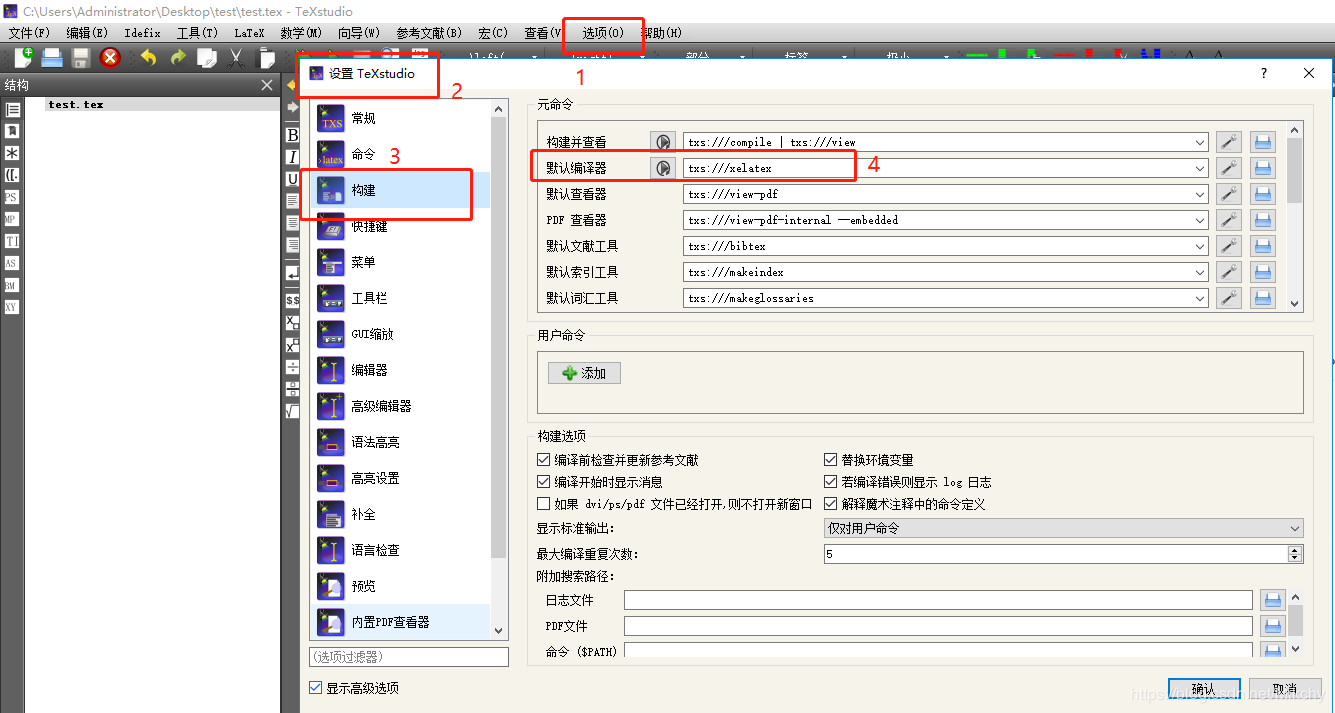 C:\Users\Administrator\Desktop\test\test.tex - TeXstudio
文件(F) 编辑(E) Idefix 工具(T) LaTeX 数学(M) 向导(W) 参考文献(B) 宏(C) 查看(V 选项(O) 帮助(H)
1
结构
test.tex
设置 TeXstudio
2
?
常规
命令
3
构建
快捷键
菜单
工具栏
GUI缩放
编辑器
高级编辑器
语法高亮
高亮设置
补全
语言检查
预览
内置PDF查看器
(选项过滤器)
显示高级选项
B
I
U
$$
PS
MP
TI
AS
BM
XY
元命令
构建并查看 txs:///compile | txs:///view
默认编译器 txs:///xelatex
4
默认查看器 txs:///view-pdf
PDF 查看器 txs:///view-pdf-internal --embedded
默认文献工具 txs:///bibtex
默认索引工具 txs:///makeindex
默认词汇工具 txs:///makeglossaries
用户命令
添加
构建选项
编译前检查并更新参考文献 替换环境变量
编译开始时显示消息 若编译错误则显示 log 日志
如果 dvi/ps/pdf 文件已经打开,则不打开新窗口 解释魔术注释中的命令定义
显示标准输出: 仅对用户命令
最大编译重复次数: 5
附加搜索路径:
日志文件
PDF文件
命令 ($PATH)
确认 取消